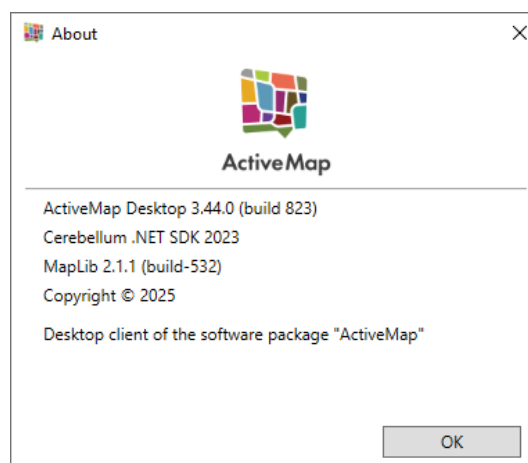 About
ActiveMap
ActiveMap Desktop 3.44.0 (build 823)
Cerebellum .NET SDK 2023
MapLib 2.1.1 (build-532)
Copyright © 2025
Desktop client of the software package "ActiveMap"
OK